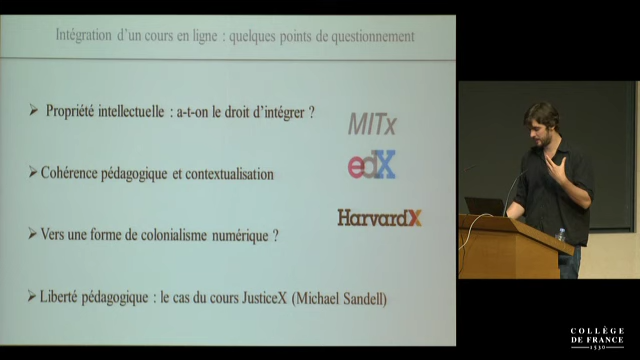 Intégration d'un cours en ligne : quelques points de questionnement
Propriété intellectuelle : a-t-on le droit d'intégrer ?
MITx
edX
Cohérence pédagogique et contextualisation
HarvardX
Vers une forme de colonialisme numérique ?
Liberté pédagogique : le cas du cours JusticeX (Michael Sandell)
COLLÉGE
DE FRANCE
1530